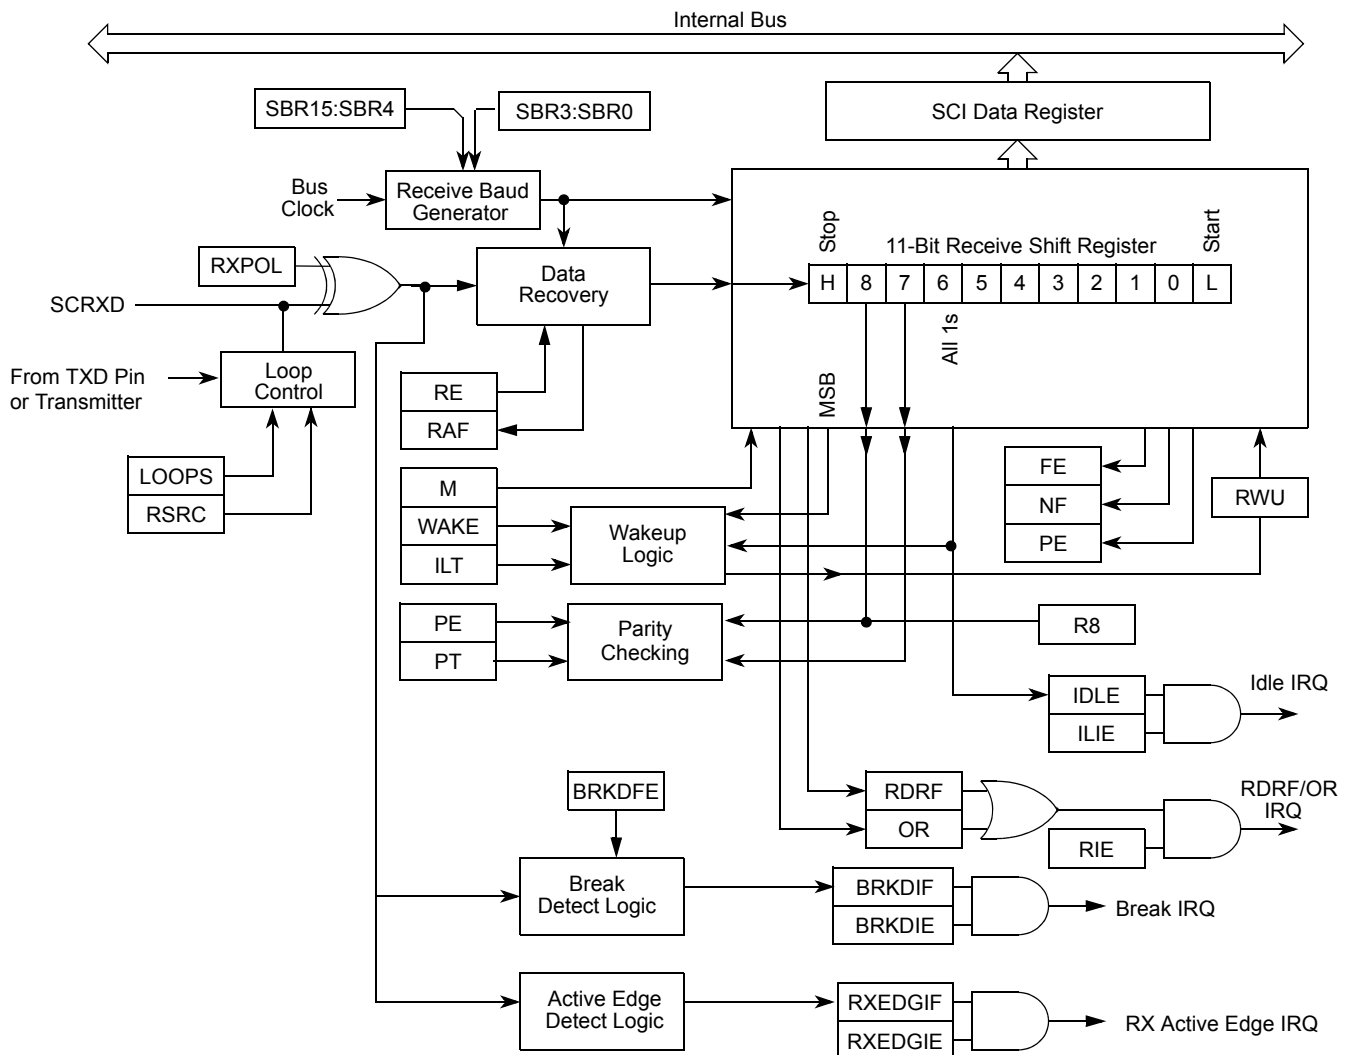 Internal Bus
SBR15:SBR4
SBR3:SBR0
SCI Data Register
Bus
Clock
Receive Baud
Generator
Stop
11-Bit Receive Shift Register
Start
RXPOL
Data
Recovery
H 8 7 6 5 4 3 2 1 0 L
SCRXD
All 1s
From TXD Pin
or Transmitter
Loop
Control
RE
RAF
MSB
LOOPS
RSRC
M
WAKE
ILT
Wakeup
Logic
FE
NF
PE
RWU
PE
PT
Parity
Checking
R8
IDLE
ILIE
Idle IRQ
BRKDFE
RDRF
OR
RIE
RDRF/OR
IRQ
Break
Detect Logic
BRKDIF
BRKDIE
Break IRQ
Active Edge
Detect Logic
RXEDGIF
RXEDGIE
RX Active Edge IRQ